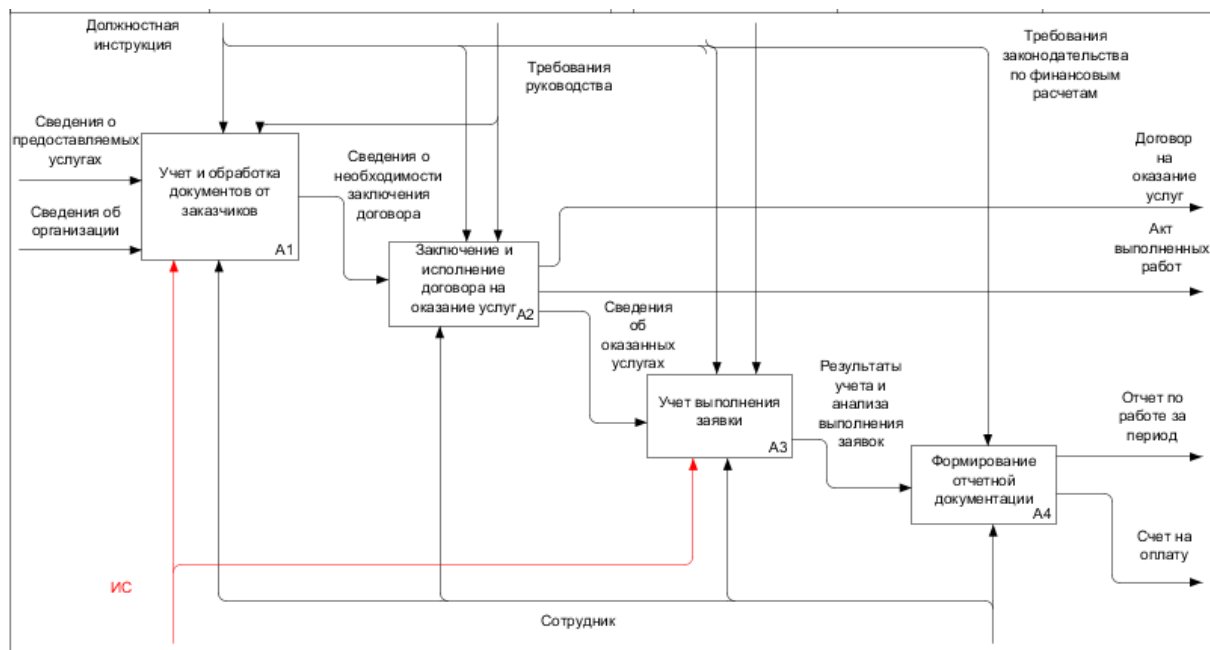 Должностная
инструкция
Требования
руководства
Требования
законодательства
по финансовым
расчетам
Сведения о
предоставляемых
услугах
Сведения об
организации
Учет и обработка
документов от
заказчиков
A1
Сведения о
необходимости
заключения
договора
Договор
на
оказание
услуг
Акт
выполненных
работ
Заключение и
исполнение
договора на
оказание услуг
A2
Сведения
об
оказанных
услугах
Учет выполнения
заявки
A3
Результаты
учета и
анализа
выполнения
заявок
Отчет по
работе за
период
Формирование
отчетной
документации
A4
Счет на
оплату
ИС
Сотрудник